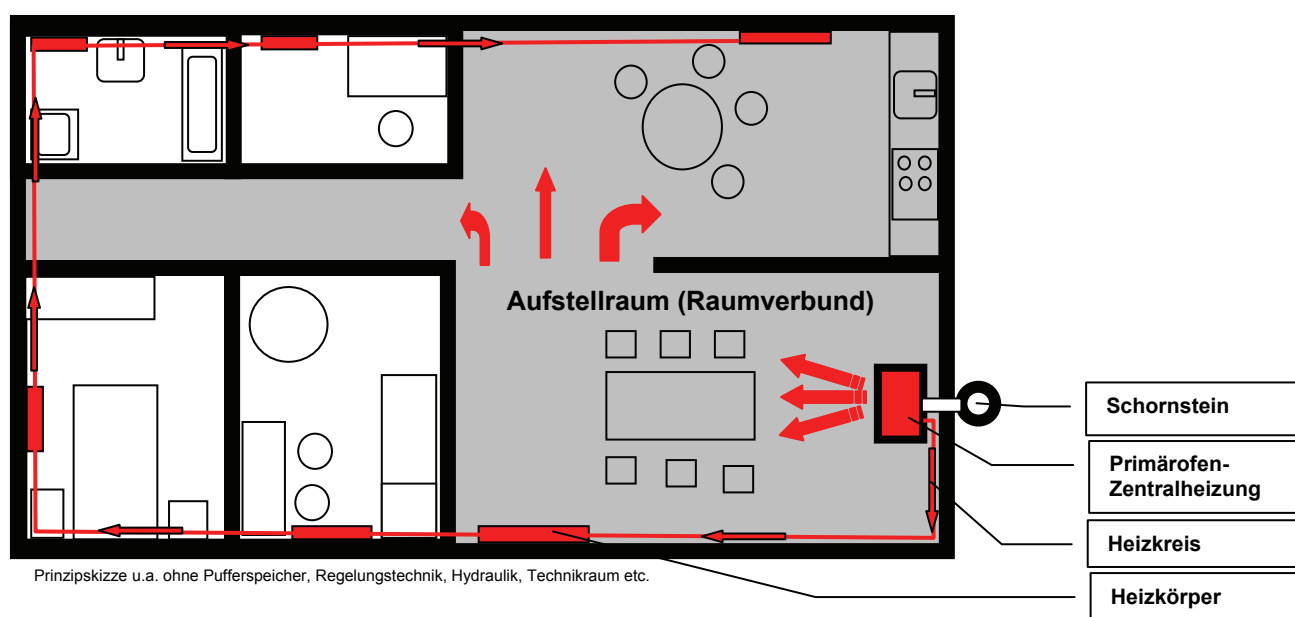 Aufstellraum (Raumverbund)
Schornstein
Primärofen-
Zentralheizung
Heizkreis
Heizkörper
Prinzipskizze u.a. ohne Pufferspeicher, Regelungstechnik, Hydraulik, Technikraum etc.